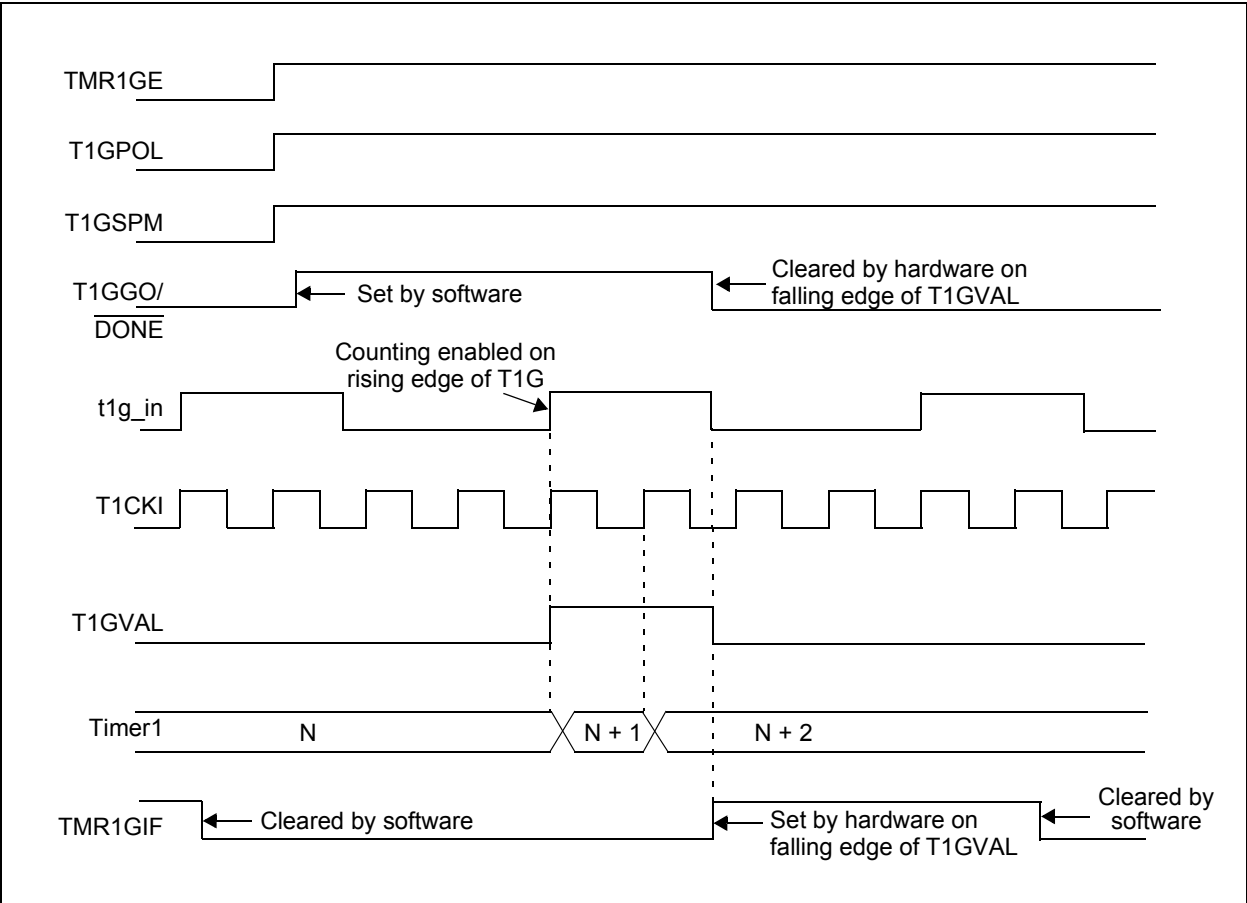 TMR1GE
T1GPOL
T1GSPM
T1GGO/
DONE
Set by software
Cleared by hardware on
falling edge of T1GVAL
Counting enabled on
rising edge of T1G
t1g_in
T1CKI
T1GVAL
Timer1
N
N + 1
N + 2
TMR1GIF
Cleared by software
Set by hardware on
falling edge of T1GVAL
Cleared by
software